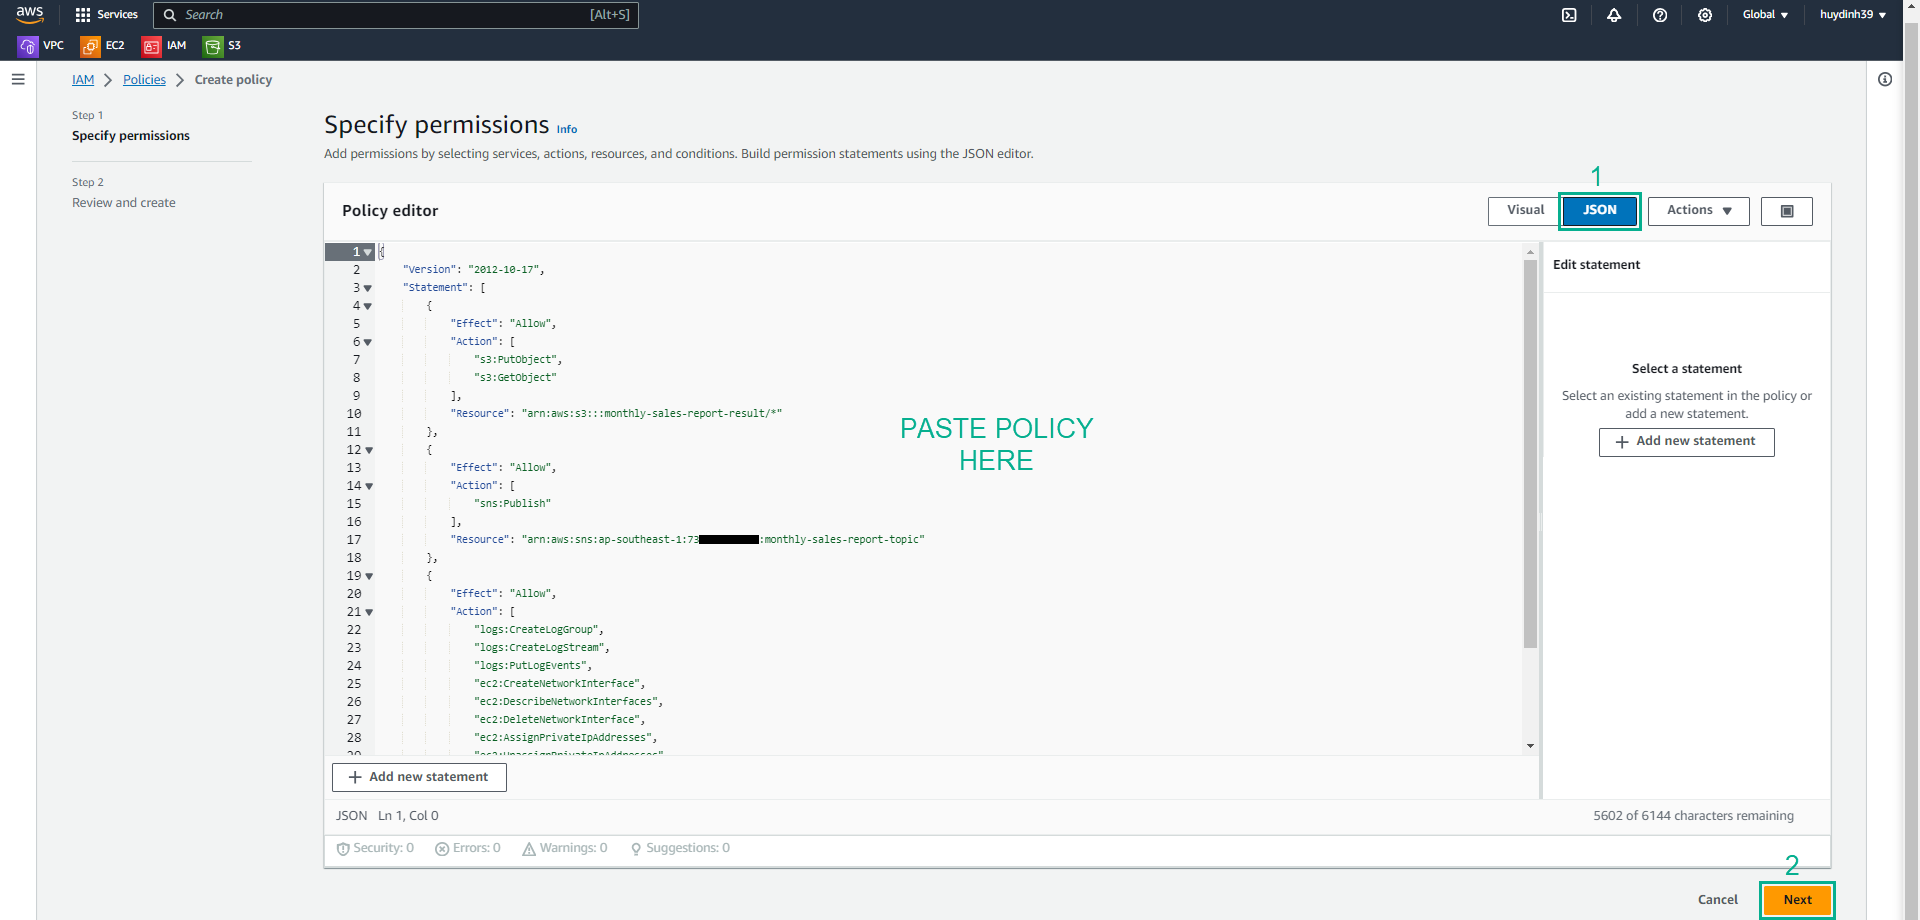 aws
Services
Search
[Alt+S]
Global
huydinh39
VPC
EC2
IAM
S3
IAM
Policies
Create policy
Step 1
Specify permissions
Step 2
Review and create
Specify permissions Info
Add permissions by selecting services, actions, resources, and conditions. Build permission statements using the JSON editor.
1
Policy editor
Visual
JSON
Actions
1 {
2 "Version": "2012-10-17",
3 "Statement": [
4 {
5 "Effect": "Allow",
6 "Action": [
7 "s3:PutObject",
8 "s3:GetObject"
9 ],
10 "Resource": "arn:aws:s3:::monthly-sales-report-result/*"
11 },
12 {
13 "Effect": "Allow",
14 "Action": [
15 "sns:Publish"
16 ],
17 "Resource": "arn:aws:sns:ap-southeast-1:73 :monthly-sales-report-topic"
18 },
19 {
20 "Effect": "Allow",
21 "Action": [
22 "logs:CreateLogGroup",
23 "logs:CreateLogStream",
24 "logs:PutLogEvents",
25 "ec2:CreateNetworkInterface",
26 "ec2:DescribeNetworkInterfaces",
27 "ec2:DeleteNetworkInterface",
28 "ec2:AssignPrivateIpAddresses",
29 "ec2:UnassignPrivateIpAddresses"
PASTE POLICY
HERE
Edit statement
Select a statement
Select an existing statement in the policy or
add a new statement.
+ Add new statement
+ Add new statement
JSON Ln 1, Col 0
5602 of 6144 characters remaining
Security: 0
Errors: 0
Warnings: 0
Suggestions: 0
2
Cancel
Next